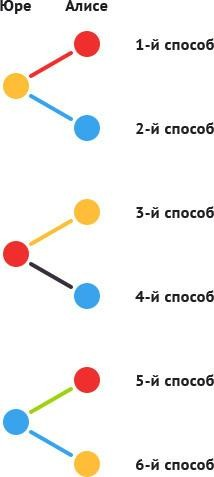 Юре Алисе
1-й способ
2-й способ
3-й способ
4-й способ
5-й способ
6-й способ